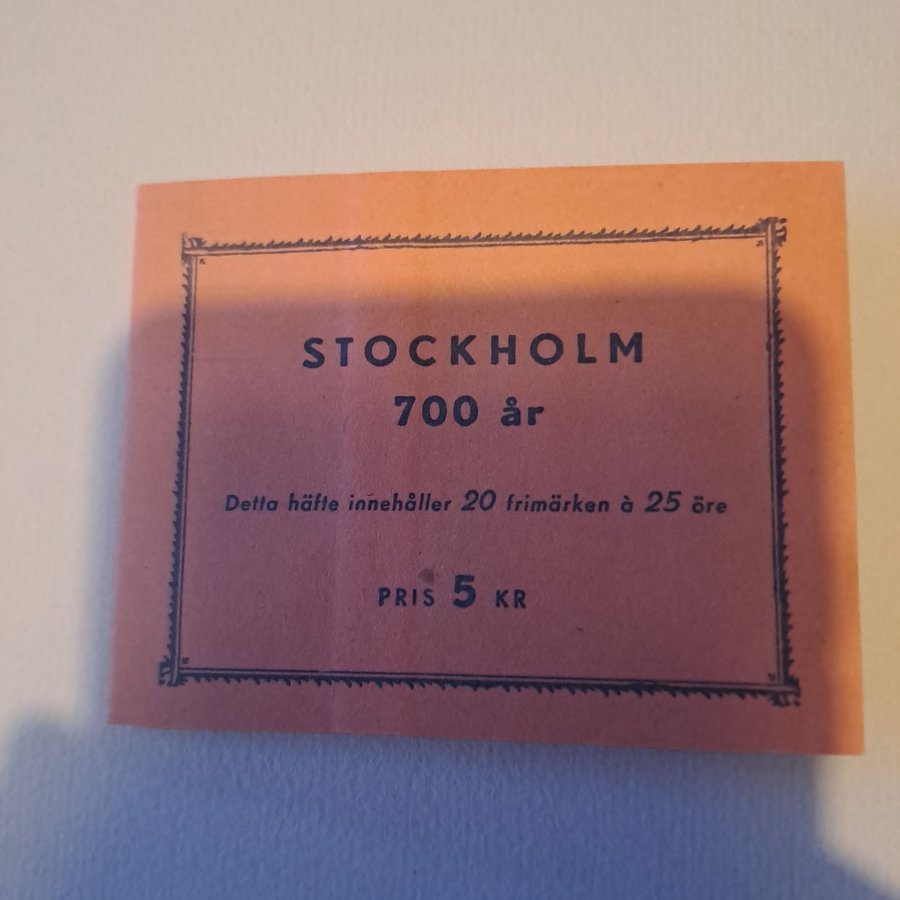 STOCKHOLM
700 år
Detta häfte innehåller 20 frimärken à 25 öre
PRIS 5 KR